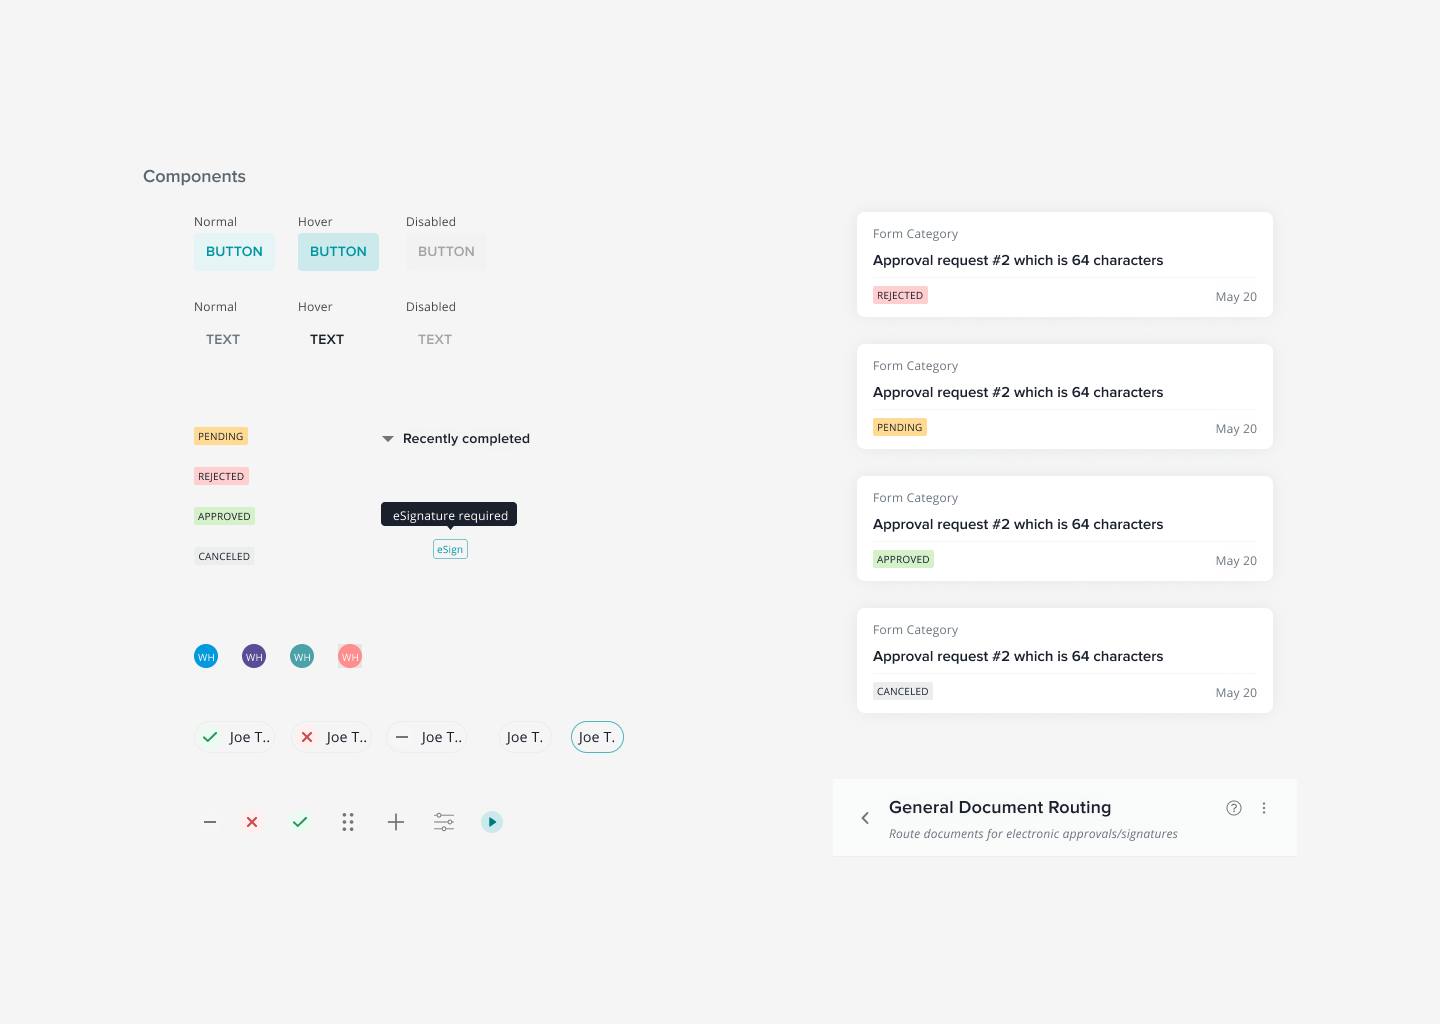 Components
Normal Hover Disabled
BUTTON BUTTON BUTTON
Normal Hover Disabled
TEXT TEXT TEXT
PENDING
Recently completed
REJECTED
APPROVED
eSignature required
CANCELED
eSign
WH WH WH WH
Joe T.. Joe T.. Joe T.. Joe T. Joe T.
Form Category
Approval request #2 which is 64 characters
REJECTED May 20
Form Category
Approval request #2 which is 64 characters
PENDING May 20
Form Category
Approval request #2 which is 64 characters
APPROVED May 20
Form Category
Approval request #2 which is 64 characters
CANCELED May 20
General Document Routing
Route documents for electronic approvals/signatures